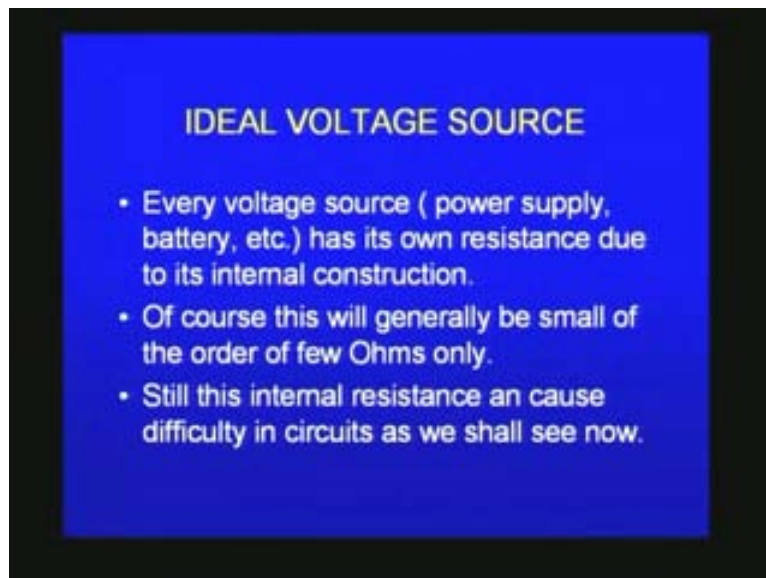 IDEAL VOLTAGE SOURCE
• Every voltage source ( power supply,
battery, etc.) has its own resistance due
to its internal construction.
• Of course this will generally be small of
the order of few Ohms only.
• Still this internal resistance an cause
difficulty in circuits as we shall see now.